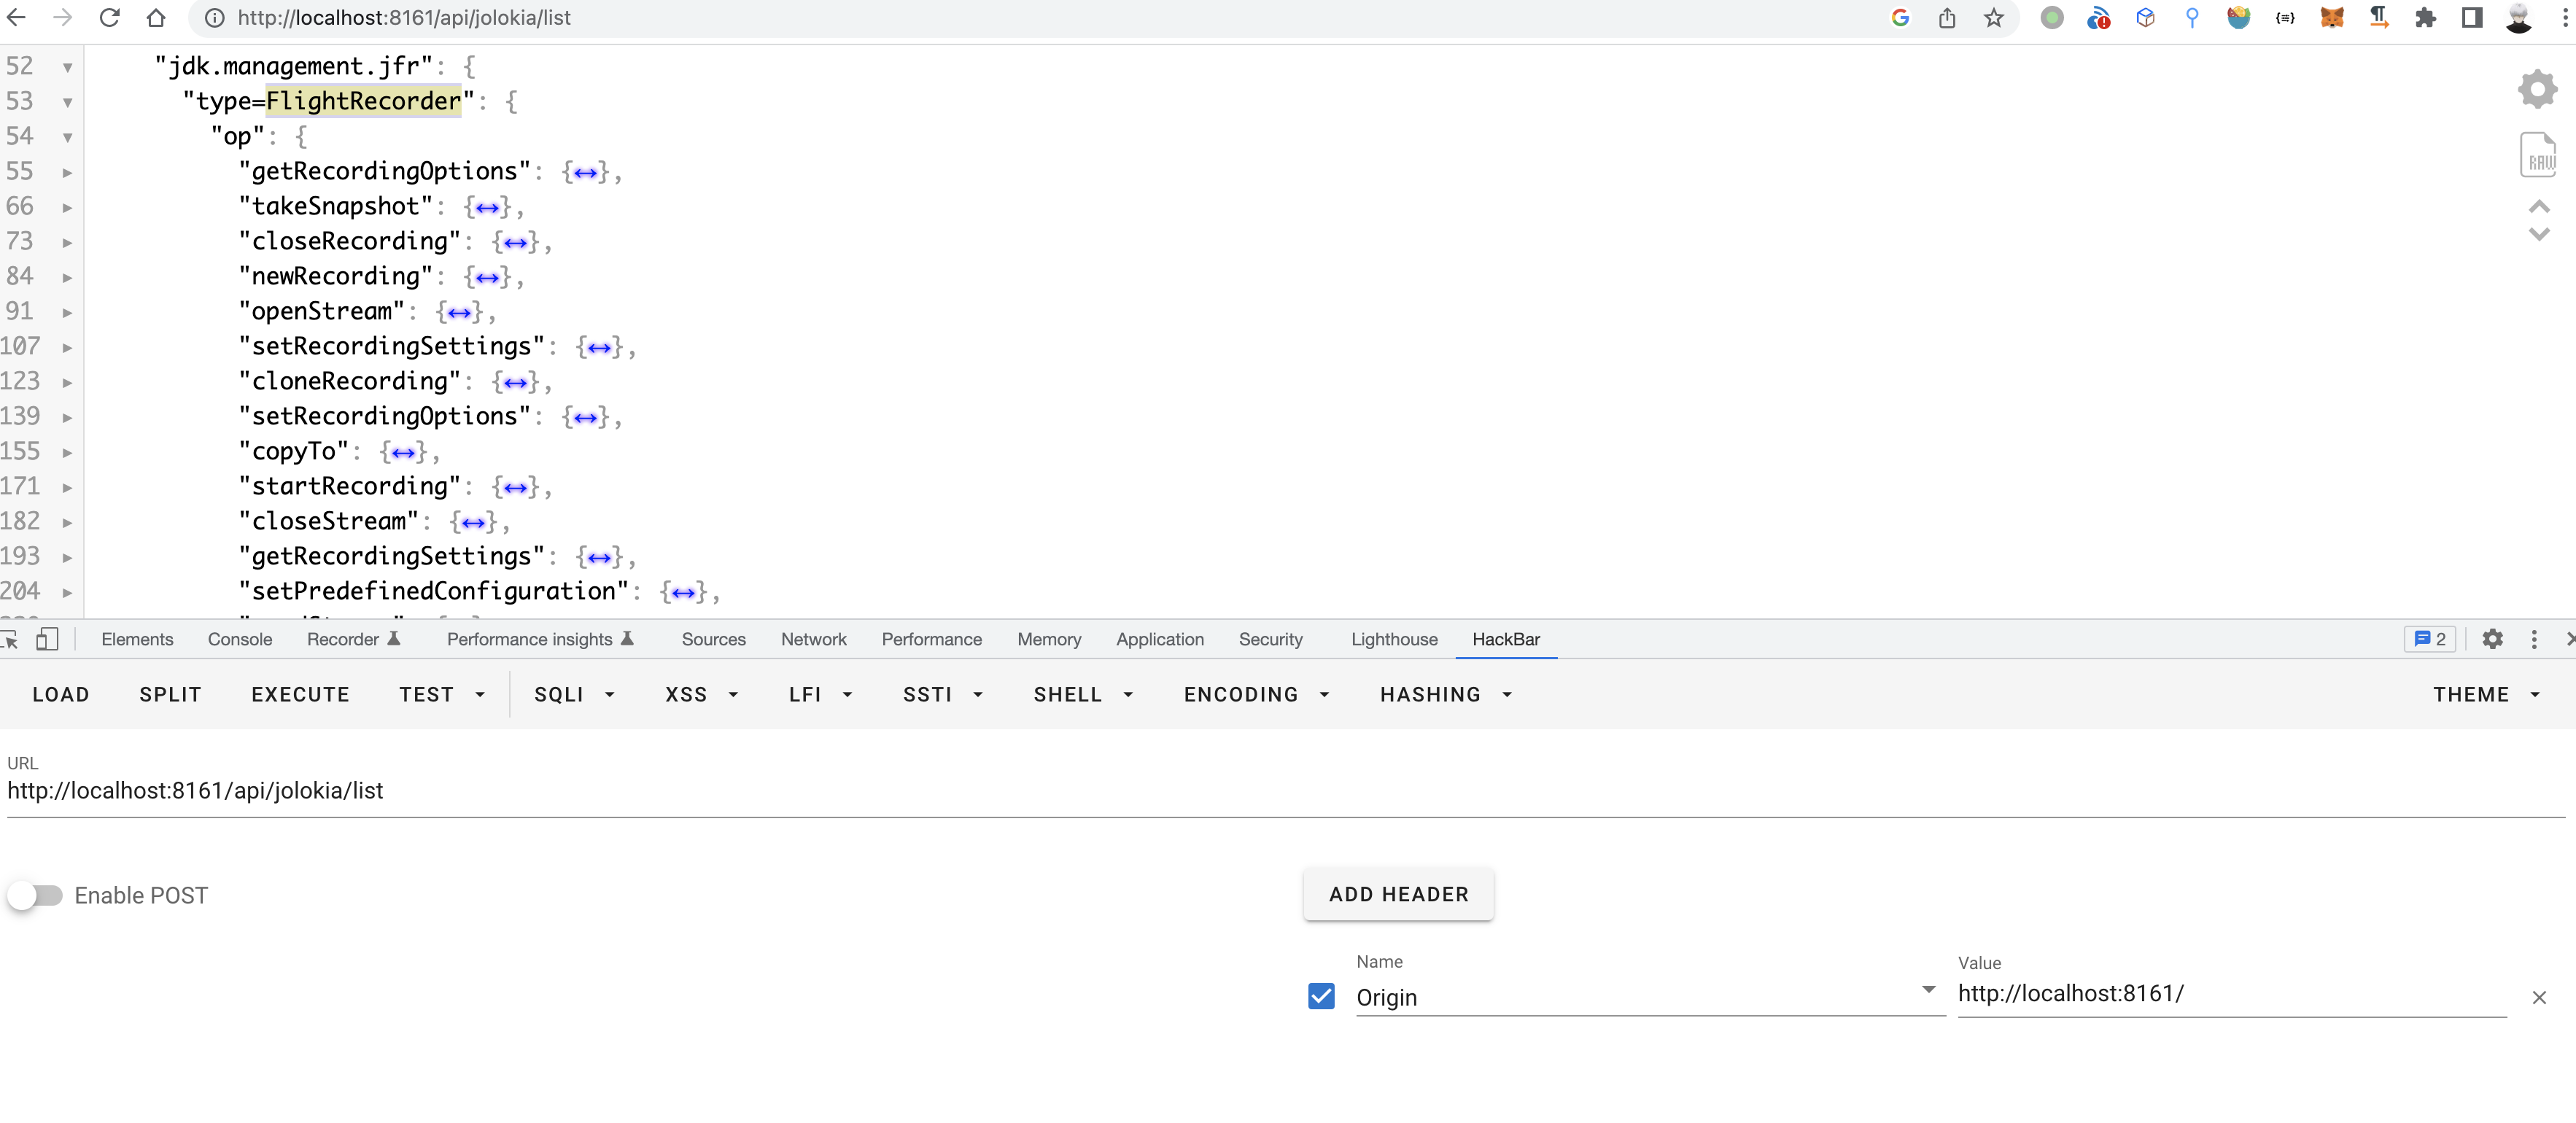 http://localhost:8161/api/jolokia/list
52 ▾ "jdk.management.jfr": {
53 ▾ "type=FlightRecorder": {
54 ▾ "op": {
55 ▸ "getRecordingOptions": {↔},
66 ▸ "takeSnapshot": {↔},
73 ▸ "closeRecording": {↔},
84 ▸ "newRecording": {↔},
91 ▸ "openStream": {↔},
107 ▸ "setRecordingSettings": {↔},
123 ▸ "cloneRecording": {↔},
139 ▸ "setRecordingOptions": {↔},
155 ▸ "copyTo": {↔},
171 ▸ "startRecording": {↔},
182 ▸ "closeStream": {↔},
193 ▸ "getRecordingSettings": {↔},
204 ▸ "setPredefinedConfiguration": {↔},
RAW
Elements Console Recorder Performance insights Sources Network Performance Memory Application Security Lighthouse HackBar 2
LOAD SPLIT EXECUTE TEST SQLI XSS LFI SSTI SHELL ENCODING HASHING THEME
URL
http://localhost:8161/api/jolokia/list
Enable POST
ADD HEADER
Name Value
Origin http://localhost:8161/